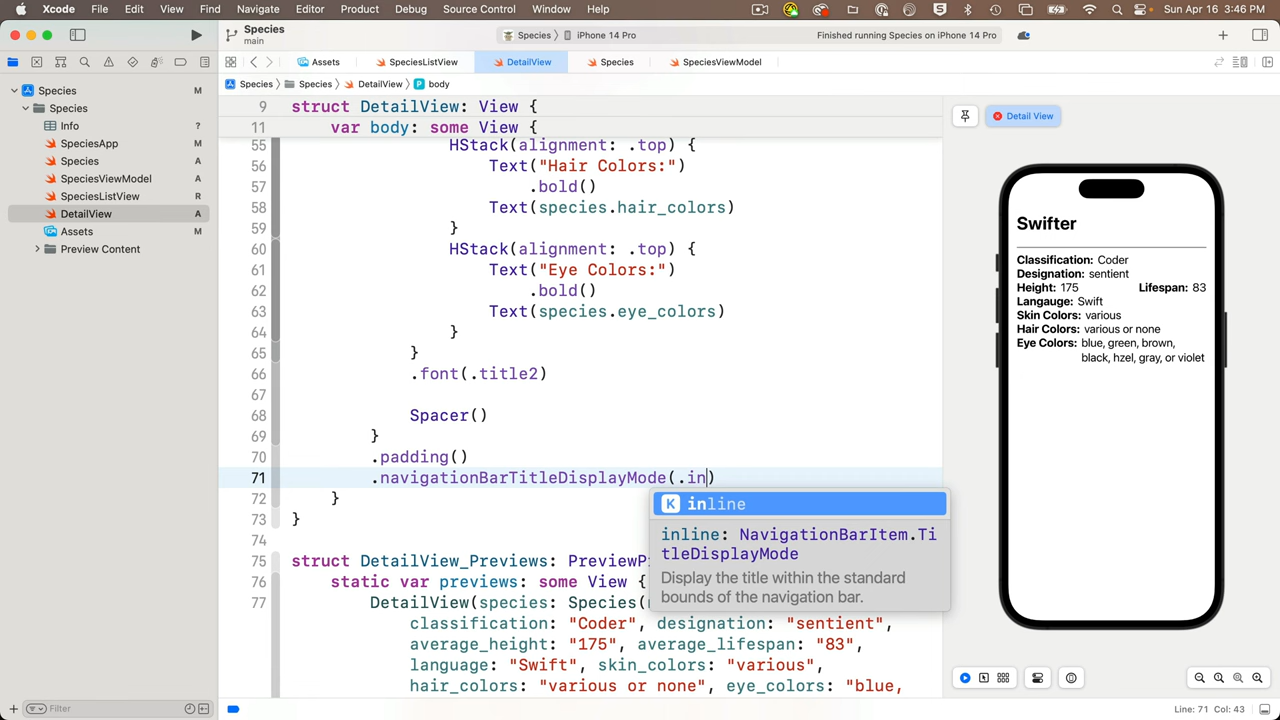 Xcode File Edit View Find Navigate Editor Product Debug Source Control Window Help Sun Apr 16 3:46 PM
Species
main
Species iPhone 14 Pro
Finished running Species on iPhone 14 Pro
Assets SpeciesListView DetailView Species SpeciesViewModel
Species Species DetailView body
Species M
Species
Info ?
SpeciesApp M
Species A
SpeciesViewModel A
SpeciesListView R
DetailView A
Assets M
Preview Content
9 struct DetailView: View {
11 var body: some View {
55 HStack(alignment: .top) {
56 Text("Hair Colors:")
57 .bold()
58 Text(species.hair_colors)
59 }
60 HStack(alignment: .top) {
61 Text("Eye Colors:")
62 .bold()
63 Text(species.eye_colors)
64 }
65 }
66 .font(.title2)
67
68 Spacer()
69 }
70 .padding()
71 .navigationBarTitleDisplayMode(.in)
72 }
73 }
74
75 struct DetailView_Previews: PreviewP
76 static var previews: some View {
77 DetailView(species: Species(
classification: "Coder", designation: "sentient",
average_height: "175", average_lifespan: "83",
language: "Swift", skin_colors: "various",
hair_colors: "various or none", eye_colors: "blue,
K inline
inline: NavigationBarItem.Ti
tleDisplayMode
Display the title within the standard
bounds of the navigation bar.
Detail View
Swifter
Classification: Coder
Designation: sentient
Height: 175 Lifespan: 83
Langauge: Swift
Skin Colors: various
Hair Colors: various or none
Eye Colors: blue, green, brown,
black, hzel, gray, or violet
Filter
Line: 71 Col: 43